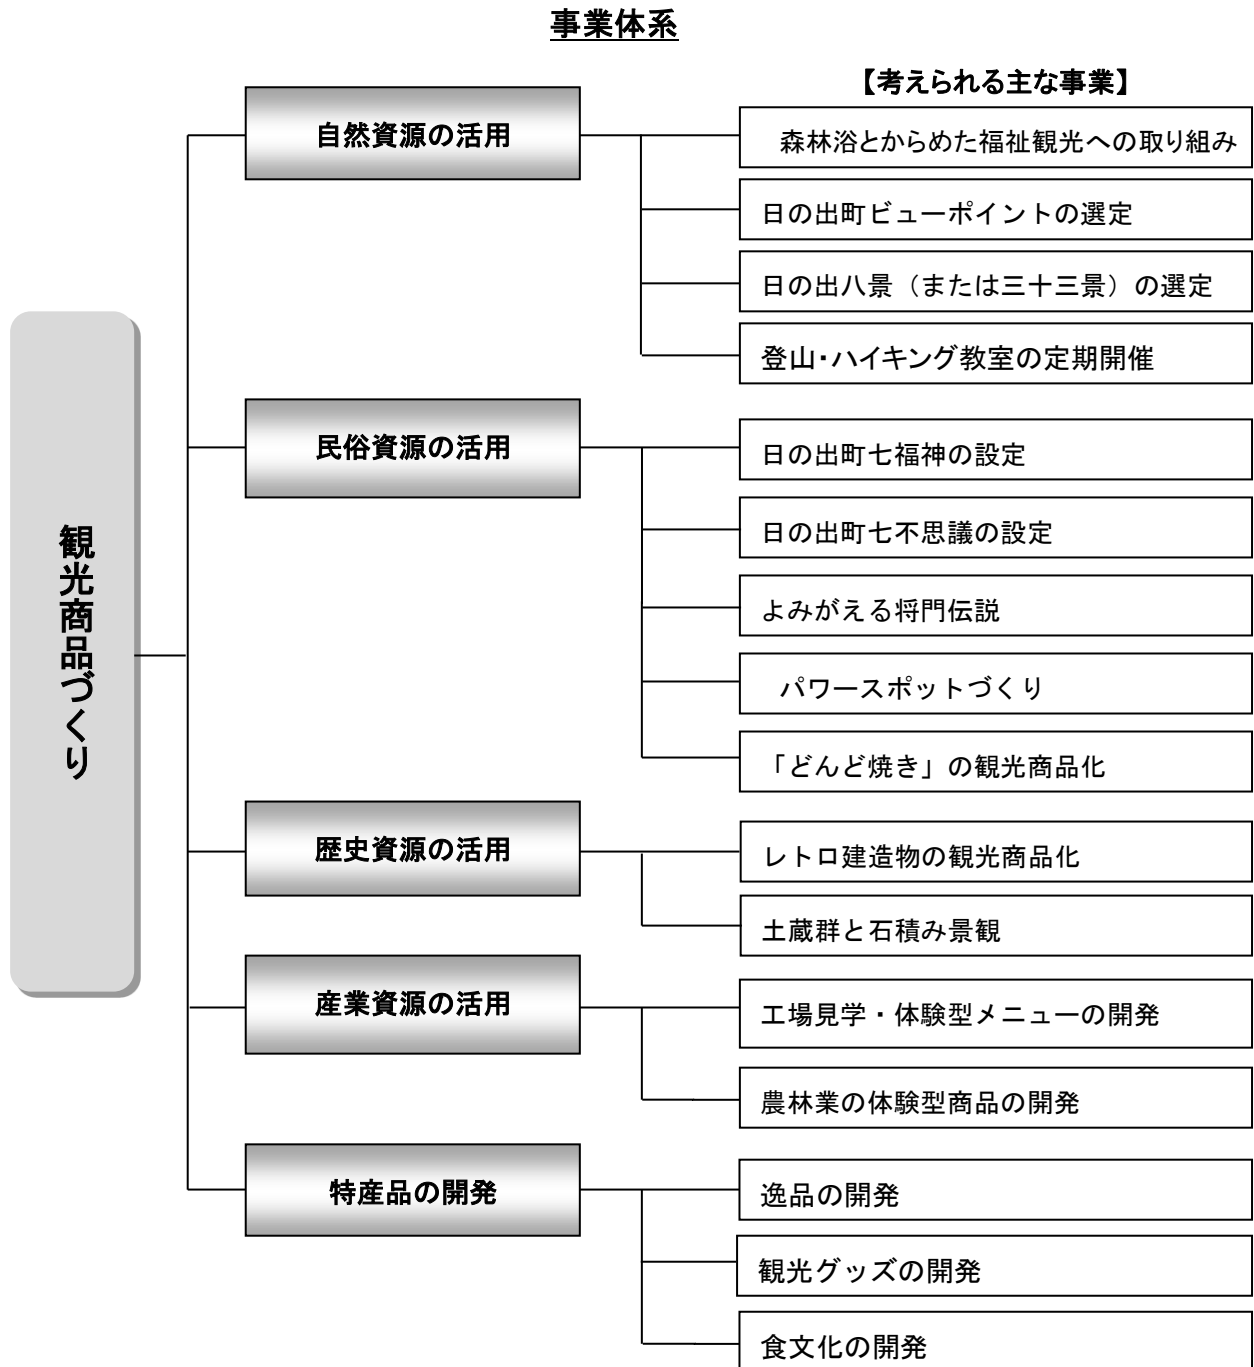 事業体系
【考えられる主な事業】
観光商品づくり
自然資源の活用
森林浴とからめた福祉観光への取り組み
日の出町ビューポイントの選定
日の出八景（または三十三景）の選定
登山・ハイキング教室の定期開催
民俗資源の活用
日の出町七福神の設定
日の出町七不思議の設定
よみがえる将門伝説
パワースポットづくり
「どんど焼き」の観光商品化
歴史資源の活用
レトロ建造物の観光商品化
土蔵群と石積み景観
産業資源の活用
工場見学・体験型メニューの開発
農林業の体験型商品の開発
特産品の開発
逸品の開発
観光グッズの開発
食文化の開発